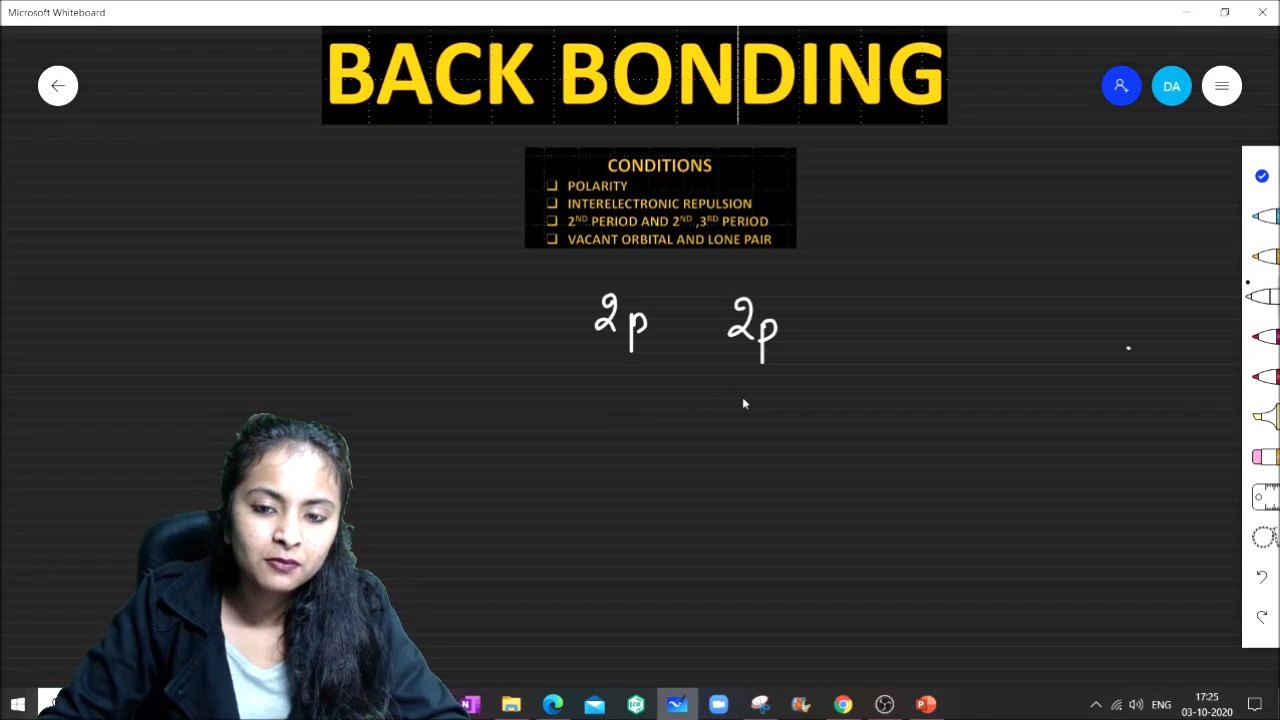 Microsoft Whiteboard
BACK BONDING
DA
CONDITIONS
❑ POLARITY
❑ INTERELECTRONIC REPULSION
❑ 2ND PERIOD AND 2ND ,3RD PERIOD
❑ VACANT ORBITAL AND LONE PAIR
2p 2p
ENG
17:25
03-10-2020